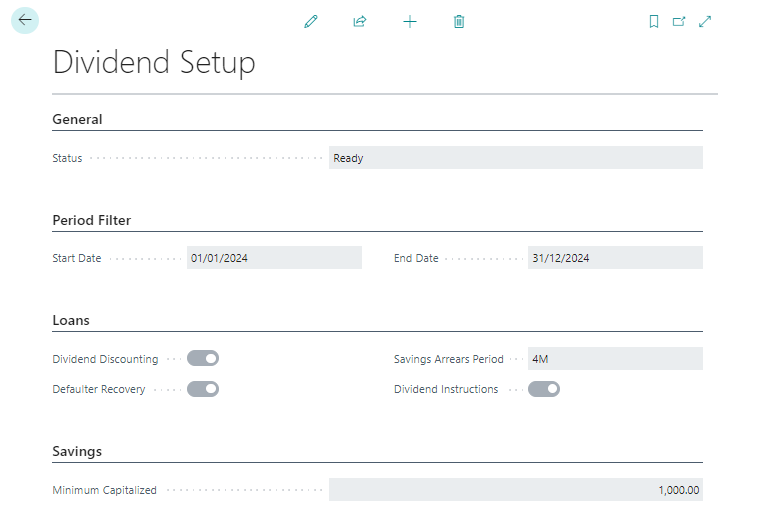 Dividend Setup
General
Status Ready
Period Filter
Start Date 01/01/2024 End Date 31/12/2024
Loans
Dividend Discounting Savings Arrears Period 4M
Defaulter Recovery Dividend Instructions
Savings
Minimum Capitalized 1,000.00